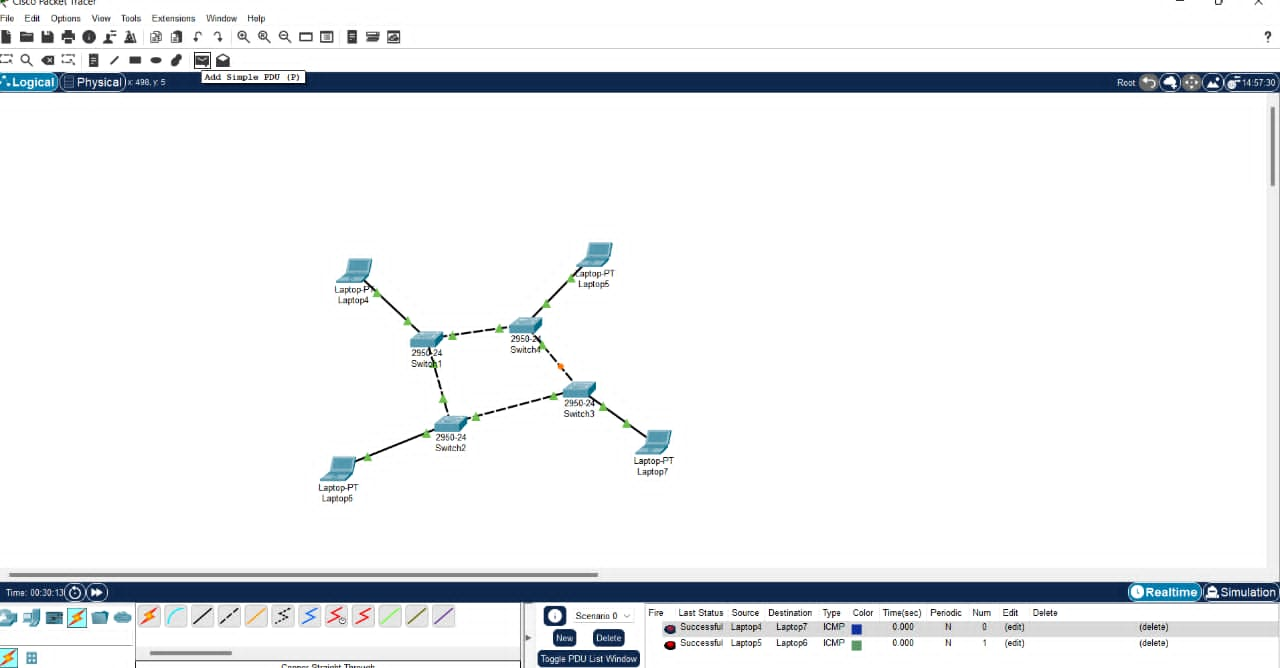 Cisco Packet Tracer
File Edit Options View Tools Extensions Window Help
?
Add Simple PDU (P)
Logical Physical x: 498, y: 5 Root 14:57:30
Laptop-PT
Laptop5
Laptop-PT
Laptop4
2950-24
Switch4
2950-24
Switch1
2950-24
Switch3
2950-24
Switch2
Laptop-PT
Laptop7
Laptop-PT
Laptop6
Time: 00:30:13 Realtime Simulation
Scenario 0
New Delete
Toggle PDU List Window
Fire Last Status Source Destination Type Color Time(sec) Periodic Num Edit Delete
Successful Laptop4 Laptop7 ICMP 0.000 N 0 (edit) (delete)
Successful Laptop5 Laptop6 ICMP 0.000 N 1 (edit) (delete)
Copper Straight-Through